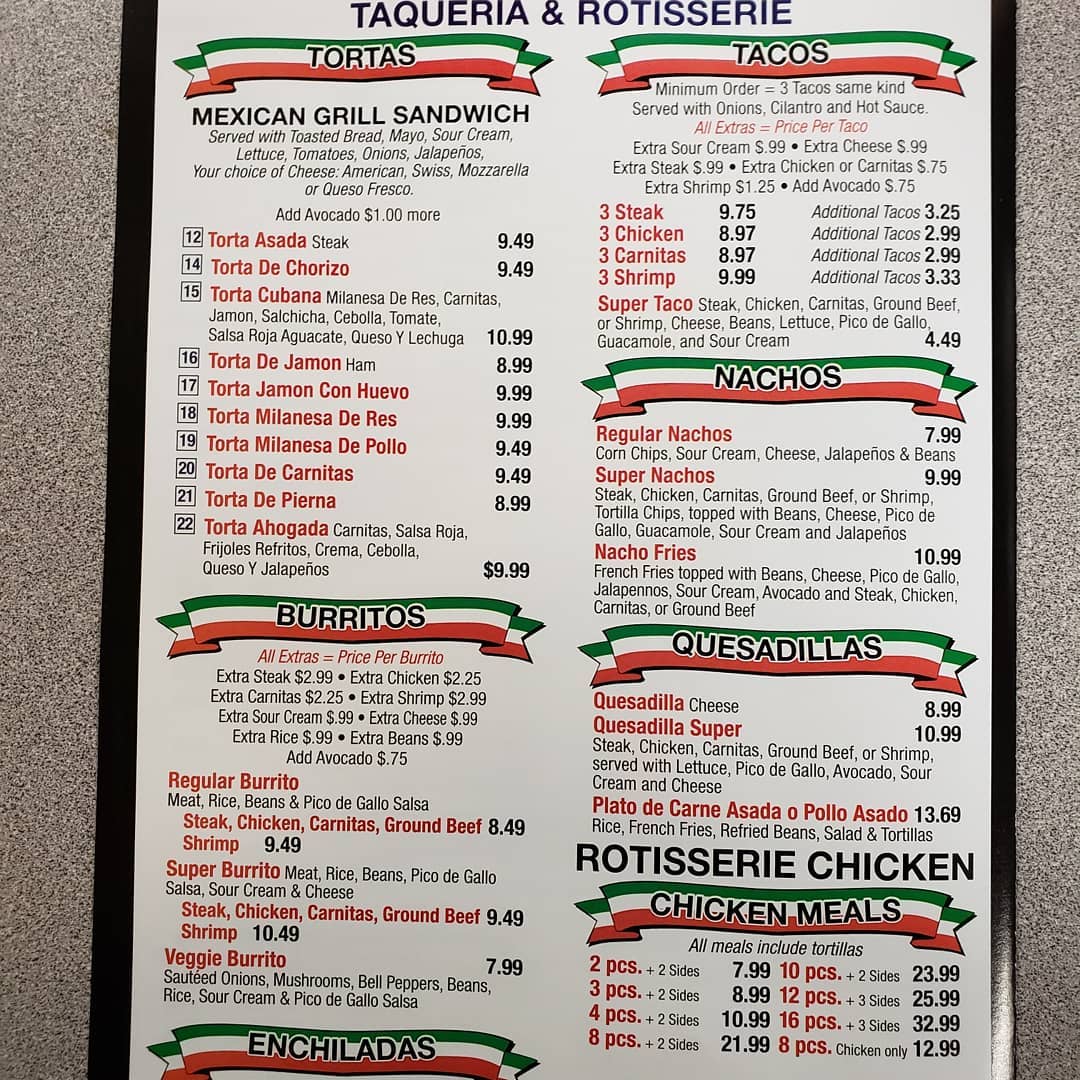 TAQUERIA & ROTISSERIE
TORTAS
MEXICAN GRILL SANDWICH
Served with Toasted Bread, Mayo, Sour Cream,
Lettuce, Tomatoes, Onions, Jalapeños,
Your choice of Cheese: American, Swiss, Mozzarella
or Queso Fresco.
Add Avocado $1.00 more
12 Torta Asada Steak 9.49
14 Torta De Chorizo 9.49
15 Torta Cubana Milanesa De Res, Carnitas,
Jamon, Salchicha, Cebolla, Tomate,
Salsa Roja Aguacate, Queso Y Lechuga 10.99
16 Torta De Jamon Ham 8.99
17 Torta Jamon Con Huevo 9.99
18 Torta Milanesa De Res 9.99
19 Torta Milanesa De Pollo 9.49
20 Torta De Carnitas 9.49
21 Torta De Pierna 8.99
22 Torta Ahogada Carnitas, Salsa Roja,
Frijoles Refritos, Crema, Cebolla,
Queso Y Jalapeños $9.99
BURRITOS
All Extras = Price Per Burrito
Extra Steak $2.99 • Extra Chicken $2.25
Extra Carnitas $2.25 • Extra Shrimp $2.99
Extra Sour Cream $.99 • Extra Cheese $.99
Extra Rice $.99 • Extra Beans $.99
Add Avocado $.75
Regular Burrito
Meat, Rice, Beans & Pico de Gallo Salsa
Steak, Chicken, Carnitas, Ground Beef 8.49
Shrimp 9.49
Super Burrito Meat, Rice, Beans, Pico de Gallo
Salsa, Sour Cream & Cheese
Steak, Chicken, Carnitas, Ground Beef 9.49
Shrimp 10.49
Veggie Burrito 7.99
Sautéed Onions, Mushrooms, Bell Peppers, Beans,
Rice, Sour Cream & Pico de Gallo Salsa
ENCHILADAS
TACOS
Minimum Order = 3 Tacos same kind
Served with Onions, Cilantro and Hot Sauce.
All Extras = Price Per Taco
Extra Sour Cream $.99 • Extra Cheese $.99
Extra Steak $.99 • Extra Chicken or Carnitas $.75
Extra Shrimp $1.25 • Add Avocado $.75
3 Steak 9.75 Additional Tacos 3.25
3 Chicken 8.97 Additional Tacos 2.99
3 Carnitas 8.97 Additional Tacos 2.99
3 Shrimp 9.99 Additional Tacos 3.33
Super Taco Steak, Chicken, Carnitas, Ground Beef,
or Shrimp, Cheese, Beans, Lettuce, Pico de Gallo,
Guacamole, and Sour Cream 4.49
NACHOS
Regular Nachos 7.99
Corn Chips, Sour Cream, Cheese, Jalapeños & Beans
Super Nachos 9.99
Steak, Chicken, Carnitas, Ground Beef, or Shrimp,
Tortilla Chips, topped with Beans, Cheese, Pico de
Gallo, Guacamole, Sour Cream and Jalapeños
Nacho Fries 10.99
French Fries topped with Beans, Cheese, Pico de Gallo,
Jalapennos, Sour Cream, Avocado and Steak, Chicken,
Carnitas, or Ground Beef
QUESADILLAS
Quesadilla Cheese 8.99
Quesadilla Super 10.99
Steak, Chicken, Carnitas, Ground Beef, or Shrimp,
served with Lettuce, Pico de Gallo, Avocado, Sour
Cream and Cheese
Plato de Carne Asada o Pollo Asado 13.69
Rice, French Fries, Refried Beans, Salad & Tortillas
ROTISSERIE CHICKEN
CHICKEN MEALS
All meals include tortillas
2 pcs. + 2 Sides 7.99 10 pcs. + 2 Sides 23.99
3 pcs. + 2 Sides 8.99 12 pcs. + 3 Sides 25.99
4 pcs. + 2 Sides 10.99 16 pcs. + 3 Sides 32.99
8 pcs. + 2 Sides 21.99 8 pcs. Chicken only 12.99